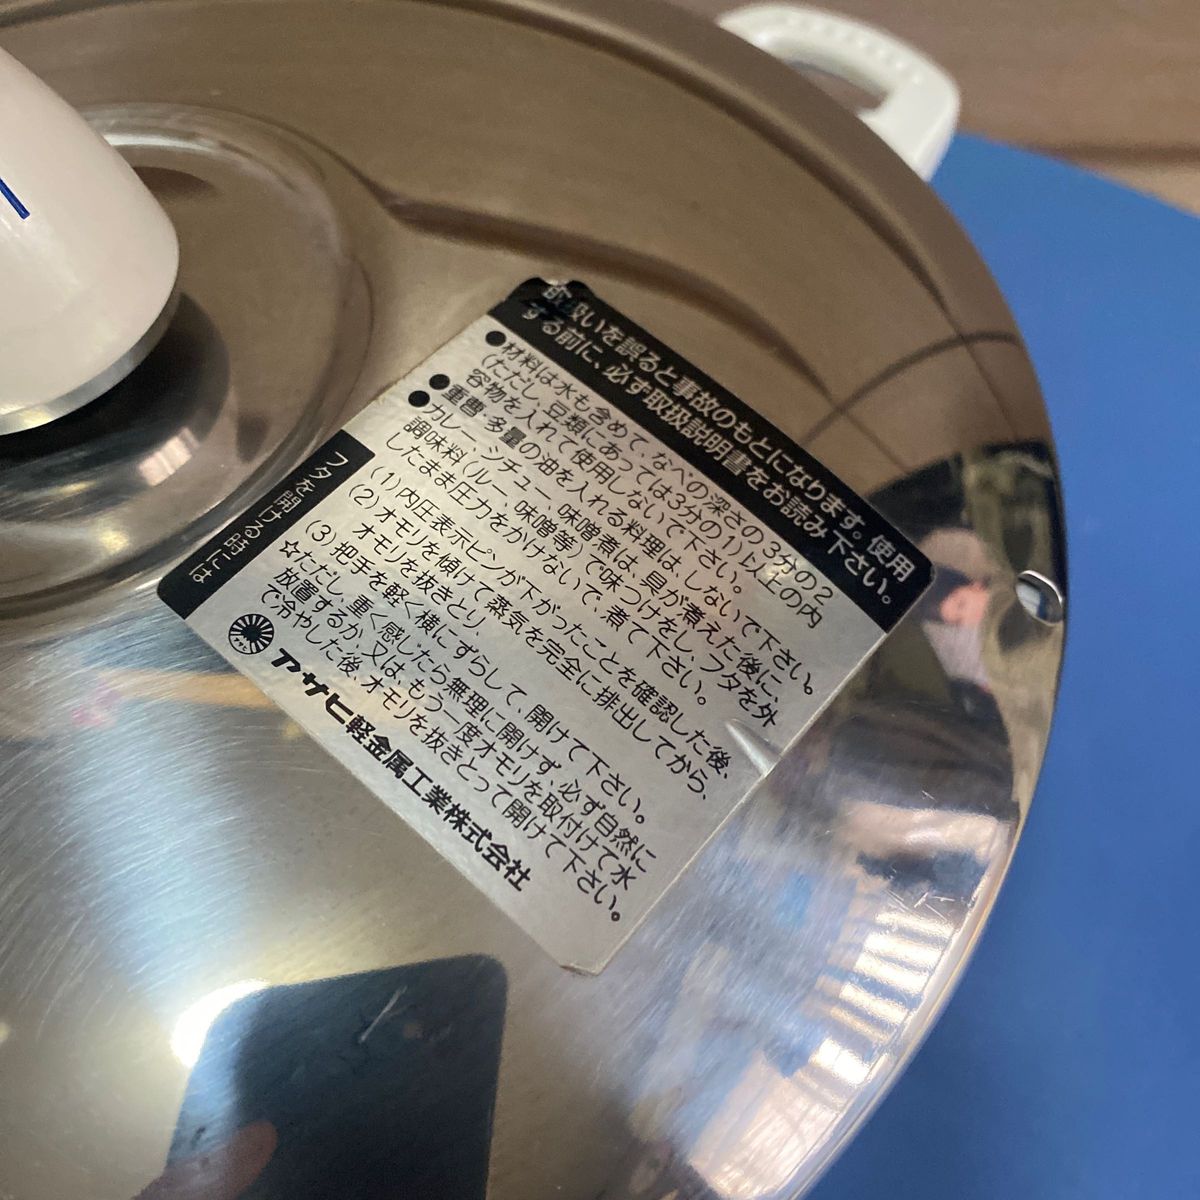 取扱いを誤ると事故のもとになります。使用
する前に、必ず取扱説明書をお読み下さい。
●材料は水も含めて、なべの深さの3分の2
(ただし、豆類にあっては3分の1)以上の内
容物を入れて使用しないで下さい。
●重曹・多量の油を入れる料理は、しないで下さい。
●カレー、シチュー、味噌煮は、具が煮えた後に、
調味料(ルー、味噌等)で味つけをし、フタを外
したまま圧力をかけないで、煮て下さい。
フタを開ける時には
(1)内圧表示ピンが下がったことを確認した後、
(2)オモリを傾けて蒸気を完全に排出してから、
オモリを抜きとり、
(3)把手を軽く横にずらして、開けて下さい。
☆ただし、重く感じたら無理に開けず、必ず自然に
放置するか、又は、もう一度オモリを取付けて水
で冷やした後、オモリを抜きとって開けて下さい。
アサヒ軽金属工業株式会社